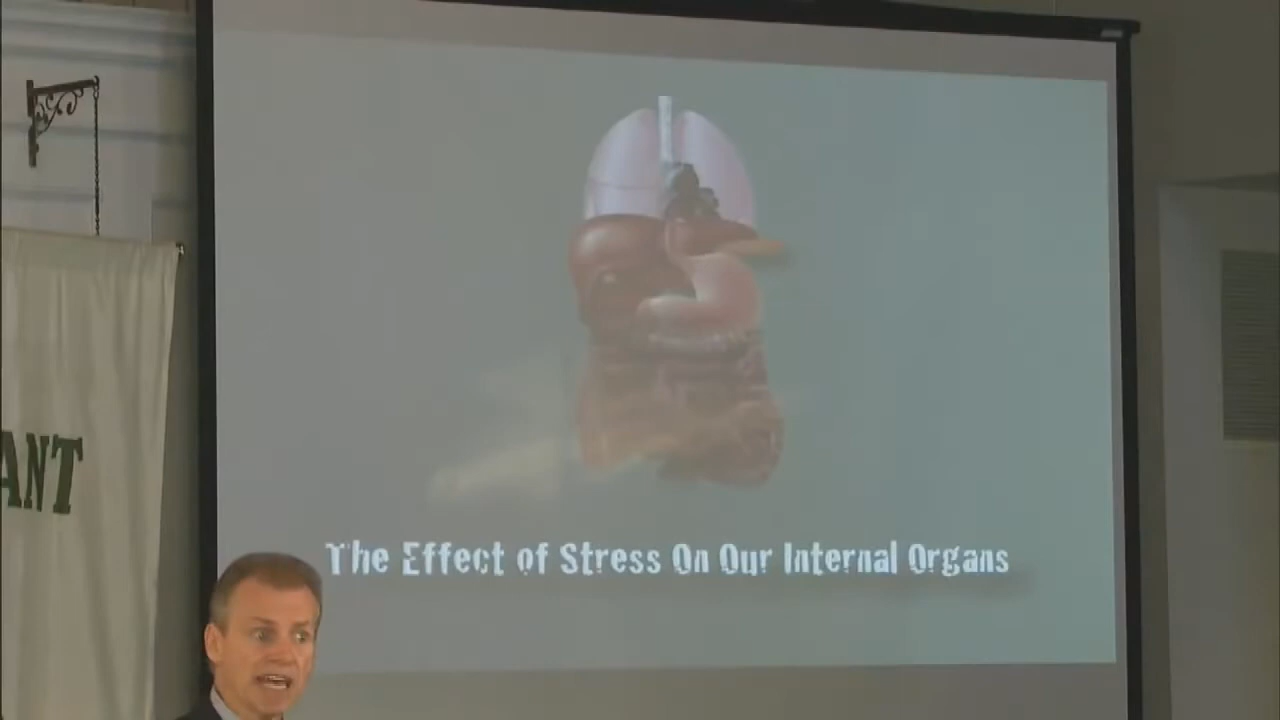 ANT
The Effect of Stress On Our Internal Organs